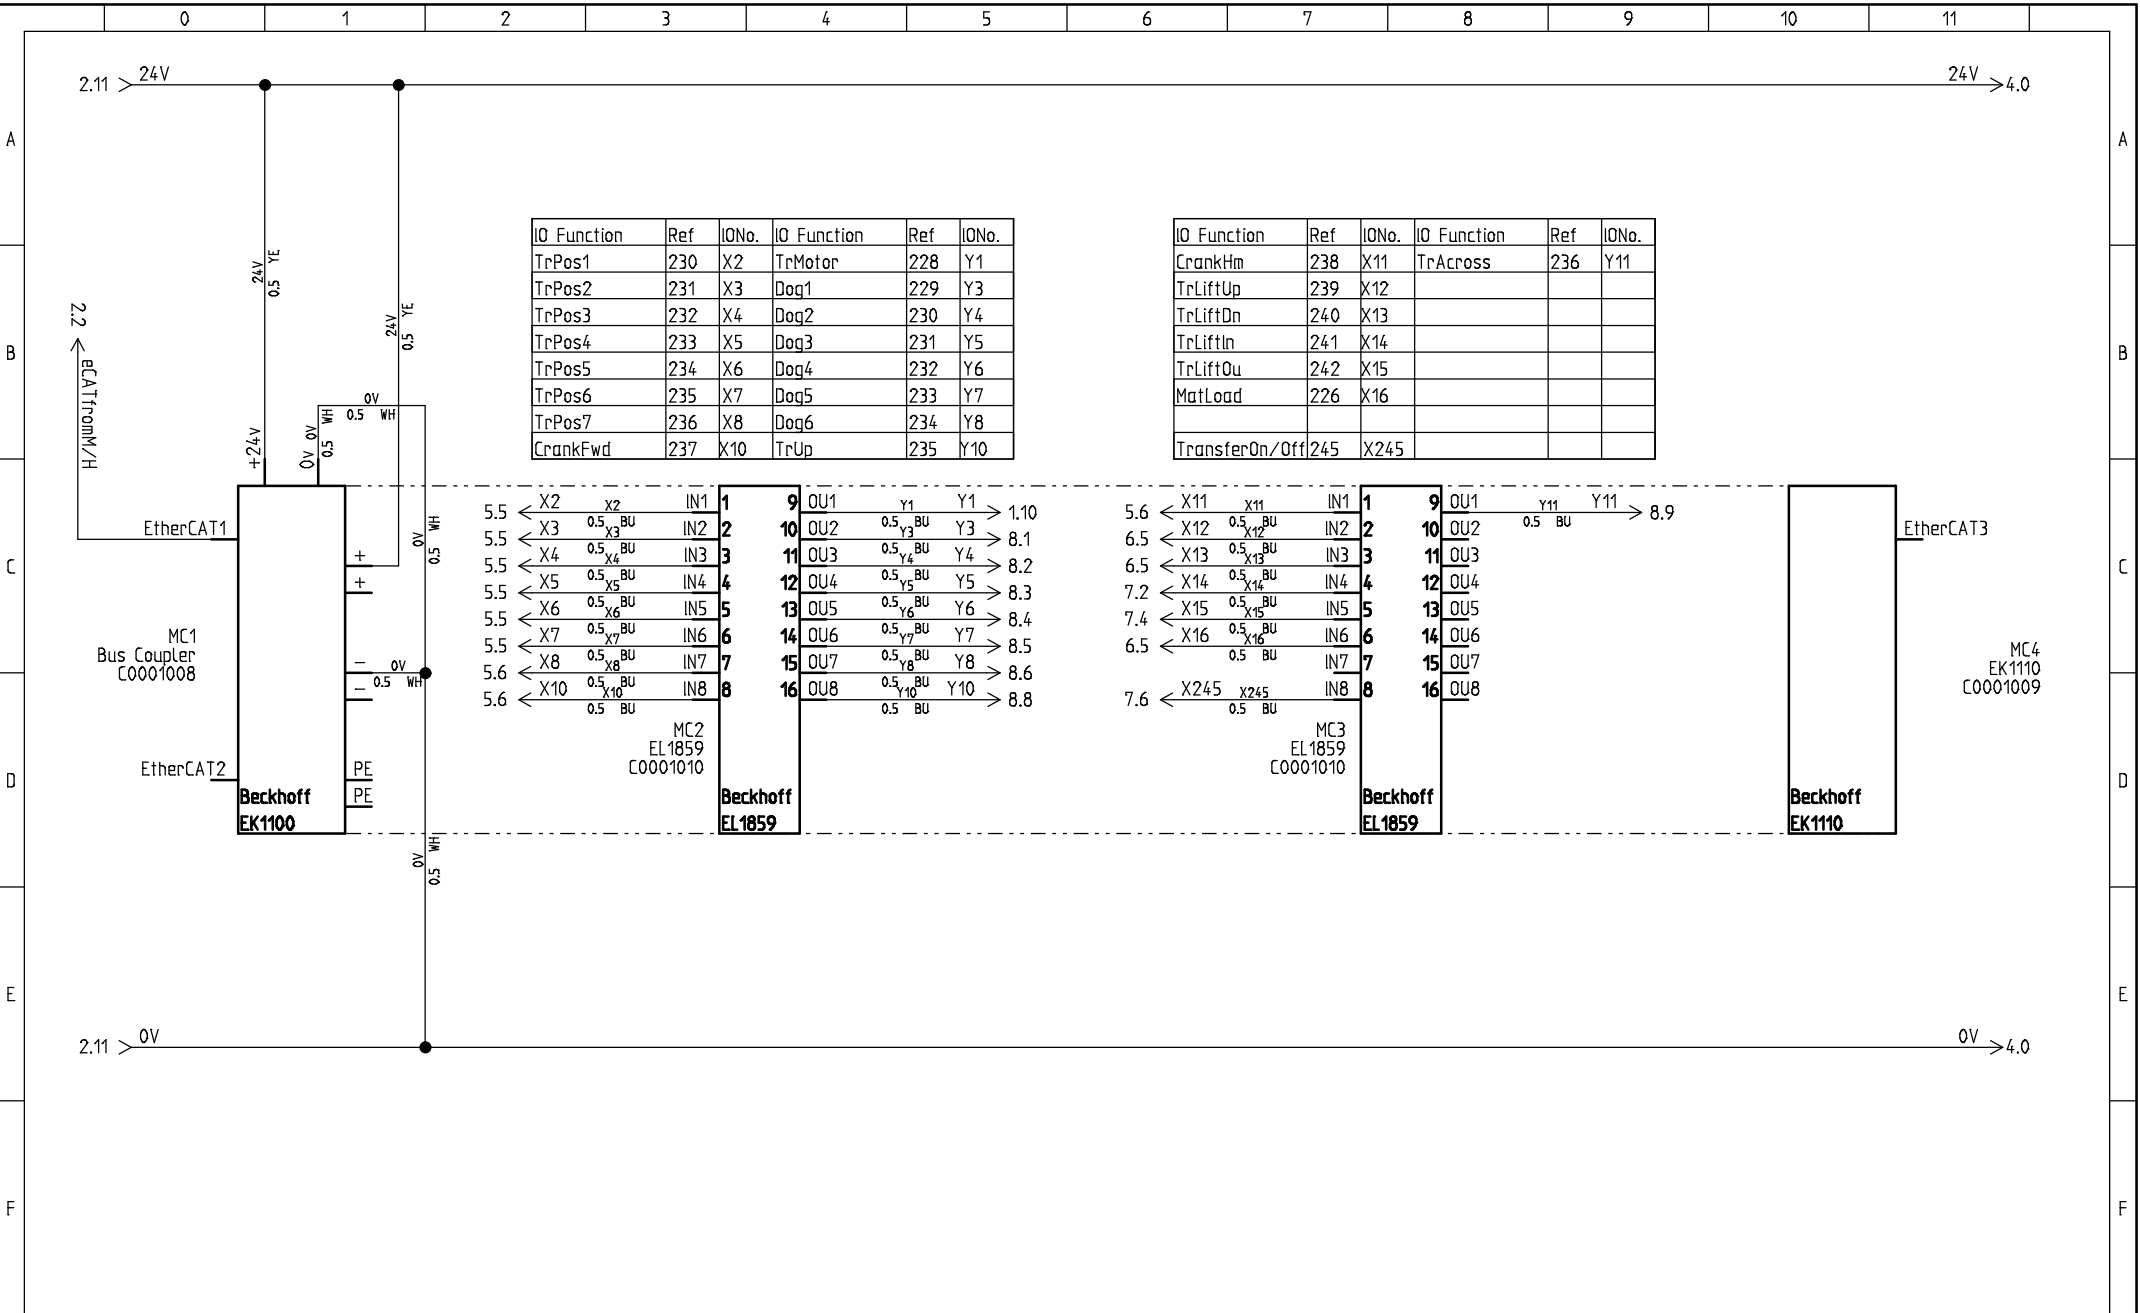 0 1 2 3 4 5 6 7 8 9 10 11
2.11 24V 24V 4.0
A A
IO Function Ref IONo. IO Function Ref IONo.
TrPos1 230 X2 TrMotor 228 Y1
TrPos2 231 X3 Dog1 229 Y3
TrPos3 232 X4 Dog2 230 Y4
TrPos4 233 X5 Dog3 231 Y5
TrPos5 234 X6 Dog4 232 Y6
TrPos6 235 X7 Dog5 233 Y7
TrPos7 236 X8 Dog6 234 Y8
CrankFwd 237 X10 TrUp 235 Y10
IO Function Ref IONo. IO Function Ref IONo.
CrankHm 238 X11 TrAcross 236 Y11
TrLiftUp 239 X12
TrLiftDn 240 X13
TrLiftIn 241 X14
TrLiftOu 242 X15
MatLoad 226 X16
TransferOn/Off 245 X245
24V
0.5 YE
24V
0.5 YE
2.2
eCATfromM/H
B B
0V
0.5 WH
+24v
0V 0V
0.5 WH
EtherCAT1
+
+
0V
0.5 WH
-
0V
0.5 WH
-
MC1
Bus Coupler
C0001008
EtherCAT2
PE
PE
Beckhoff
EK1100
0V
0.5 WH
C C
5.5 X2 X2 0.5 BU IN1 1
5.5 X3 X3 0.5 BU IN2 2
5.5 X4 X4 0.5 BU IN3 3
5.5 X5 X5 0.5 BU IN4 4
5.5 X6 X6 0.5 BU IN5 5
5.5 X7 X7 0.5 BU IN6 6
5.6 X8 X8 0.5 BU IN7 7
5.6 X10 X10 0.5 BU IN8 8
9 OU1 Y1 0.5 BU Y1 1.10
10 OU2 Y3 0.5 BU Y3 8.1
11 OU3 Y4 0.5 BU Y4 8.2
12 OU4 Y5 0.5 BU Y5 8.3
13 OU5 Y6 0.5 BU Y6 8.4
14 OU6 Y7 0.5 BU Y7 8.5
15 OU7 Y8 0.5 BU Y8 8.6
16 OU8 Y10 0.5 BU Y10 8.8
MC2
EL1859
C0001010
Beckhoff
EL1859
5.6 X11 X11 0.5 BU IN1 1
6.5 X12 X12 0.5 BU IN2 2
6.5 X13 X13 0.5 BU IN3 3
7.2 X14 X14 0.5 BU IN4 4
7.4 X15 X15 0.5 BU IN5 5
6.5 X16 X16 0.5 BU IN6 6
IN7 7
7.6 X245 X245 0.5 BU IN8 8
9 OU1 Y11 0.5 BU Y11 8.9
10 OU2
11 OU3
12 OU4
13 OU5
14 OU6
15 OU7
16 OU8
MC3
EL1859
C0001010
Beckhoff
EL1859
EtherCAT3
MC4
EK1110
C0001009
Beckhoff
EK1110
D D
E E
2.11 0V 0V 4.0
F F